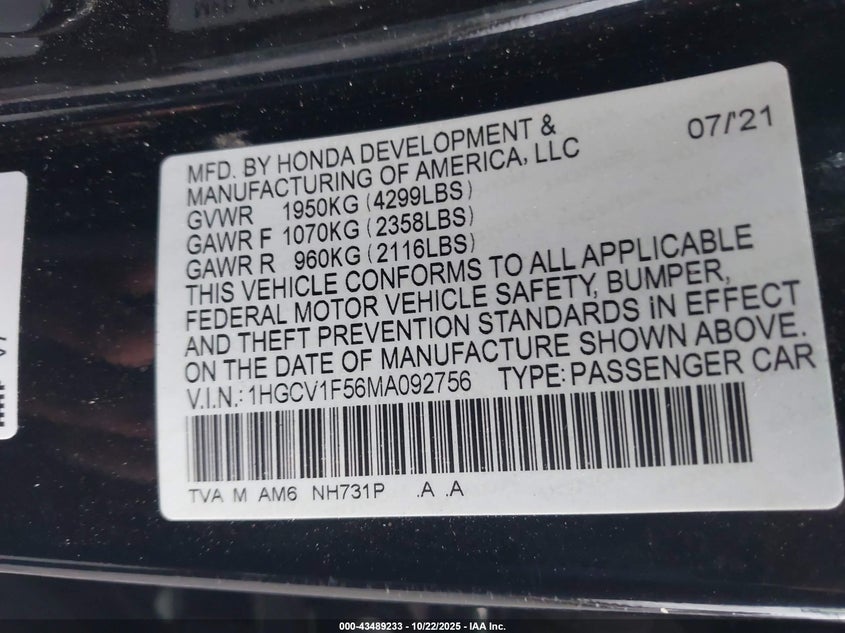 MFD. BY HONDA DEVELOPMENT & 07/'21
MANUFACTURING OF AMERICA, LLC
GVWR 1950KG (4299LBS)
GAWR F 1070KG (2358LBS)
GAWR R 960KG (2116LBS)
THIS VEHICLE CONFORMS TO ALL APPLICABLE
FEDERAL MOTOR VEHICLE SAFETY, BUMPER,
AND THEFT PREVENTION STANDARDS IN EFFECT
ON THE DATE OF MANUFACTURE SHOWN ABOVE.
V.I.N.: 1HGCV1F56MA092756 TYPE: PASSENGER CAR
TVA M AM6 NH731P .A .A
000-43489233 - 10/22/2025 - IAA Inc.